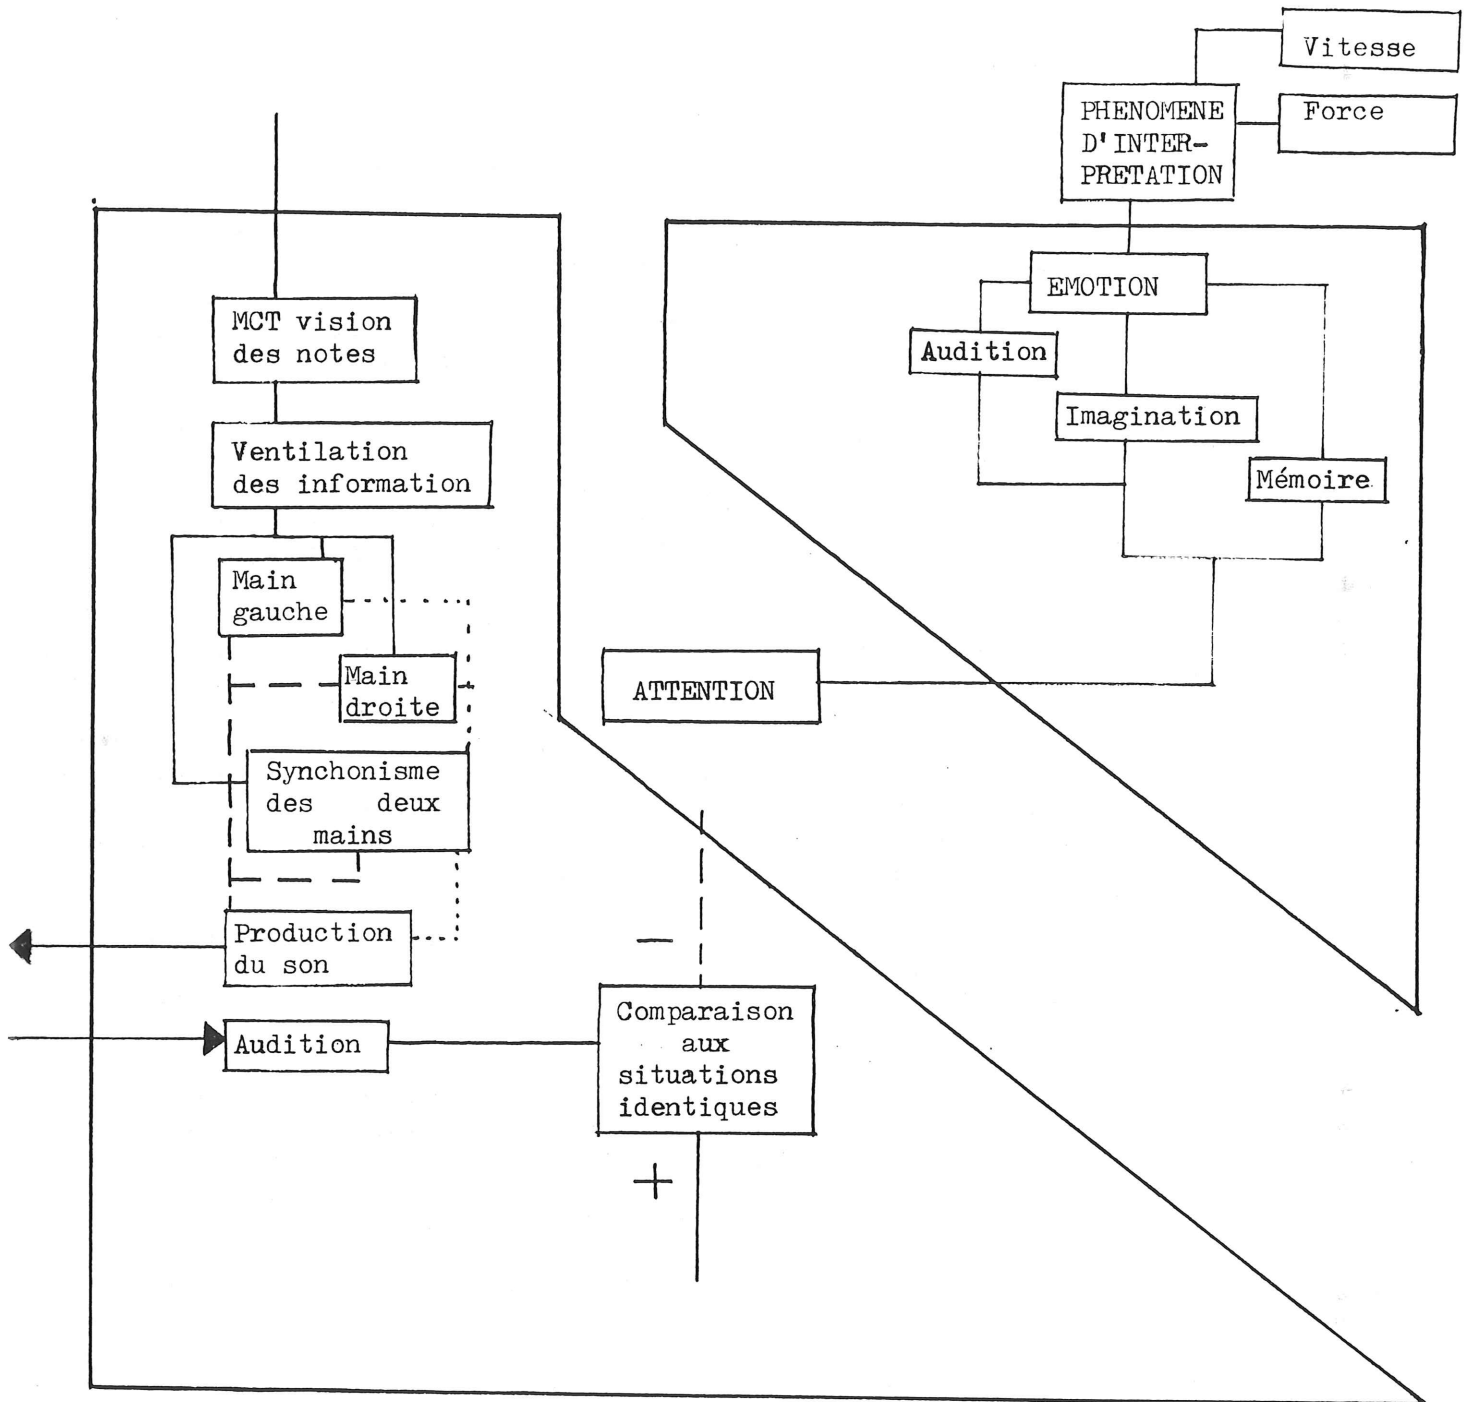 Vitesse
Force
PHENOMENE
D'INTER-
PRETATION
EMOTION
Audition
Imagination
Mémoire
MCT vision
des notes
Ventilation
des information
Main
gauche
Main
droite
Synchonisme
des deux
mains
ATTENTION
Production
du son
Audition
—
Comparaison
aux
situations
identiques
+